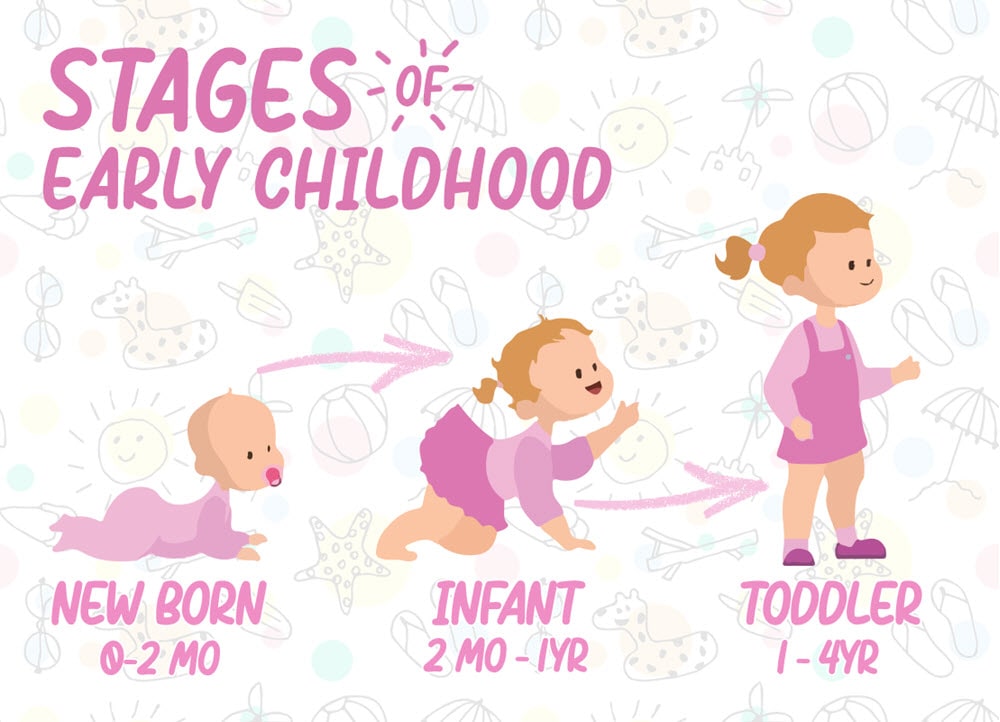 STAGES OF
EARLY CHILDHOOD
NEW BORN
0-2 MO
INFANT
2 MO - 1YR
TODDLER
1 - 4YR